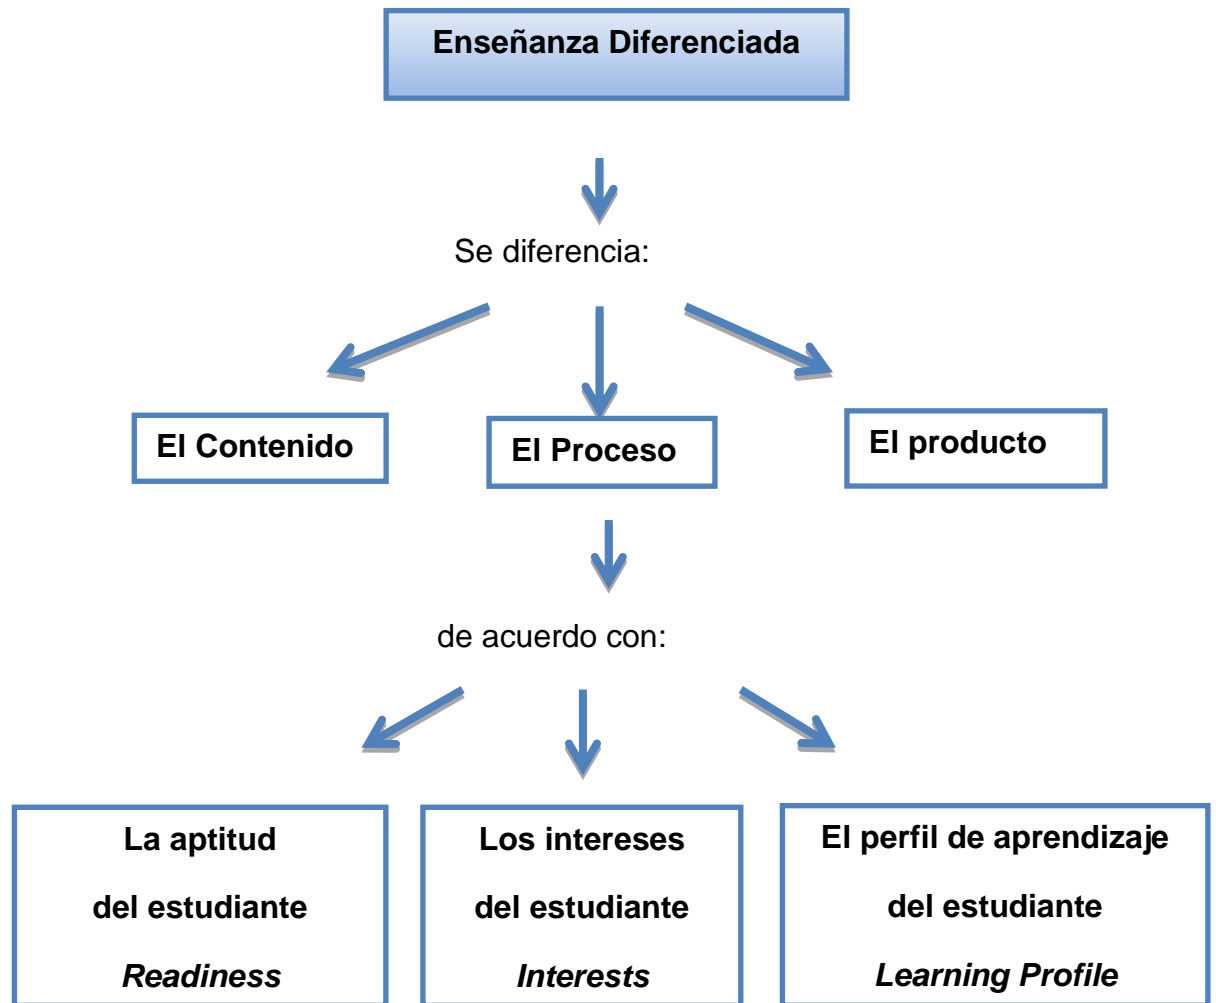 Enseñanza Diferenciada
Se diferencia:
El Contenido
El Proceso
El producto
de acuerdo con:
La aptitud
del estudiante
Readiness
Los intereses
del estudiante
Interests
El perfil de aprendizaje
del estudiante
Learning Profile